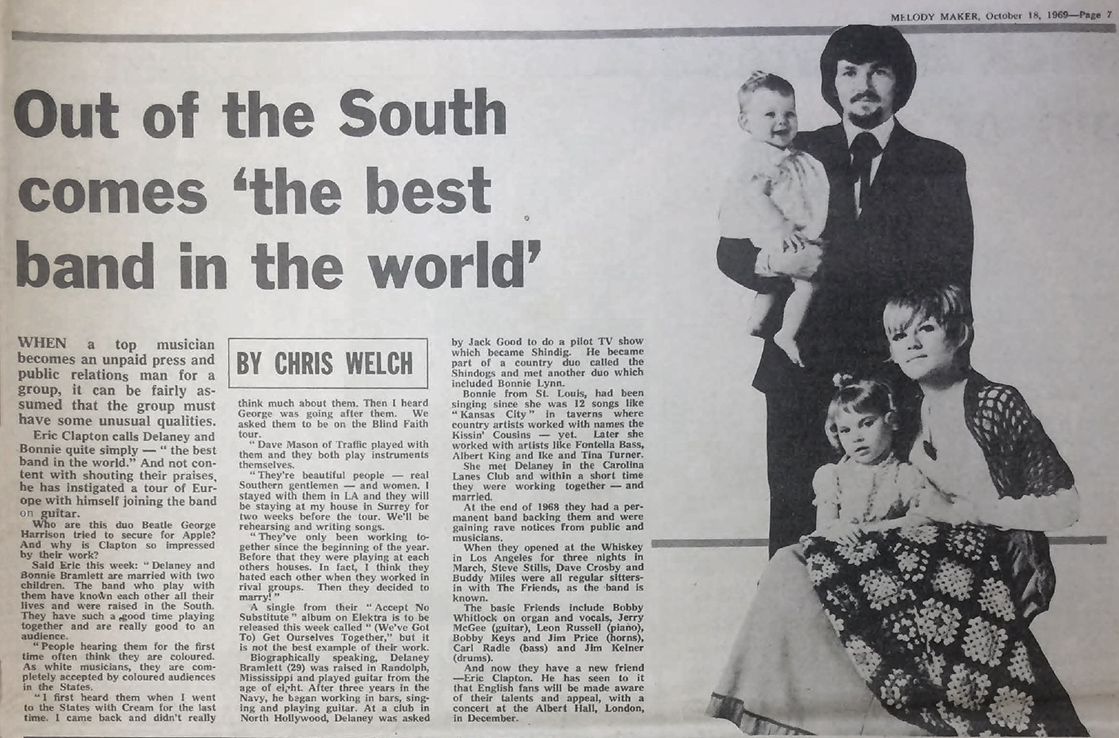 MELODY MAKER, October 18, 1969—Page 7
Out of the South
comes ‘the best
band in the world’
WHEN a top musician
becomes an unpaid press and
public relations man for a
group, it can be fairly as-
sumed that the group must
have some unusual qualities.
Eric Clapton calls Delaney and
Bonnie quite simply — “ the best
band in the world.” And not con-
tent with shouting their praises,
he has instigated a tour of Eur-
ope with himself joining the band
on guitar.
Who are this duo Beatle George
Harrison tried to secure for Apple?
And why is Clapton so impressed
by their work?
Said Eric this week: “ Delaney and
Bonnie Bramlett are married with two
children. The band who play with
them have known each other all their
lives and were raised in the South.
They have such a good time playing
together and are really good to an
audience.
“ People hearing them for the first
time often think they are coloured.
As white musicians, they are com-
pletely accepted by coloured audiences
in the States.
“ I first heard them when I went
to the States with Cream for the last
time. I came back and didn’t really
BY CHRIS WELCH
think much about them. Then I heard
George was going after them. We
asked them to be on the Blind Faith
tour.
“ Dave Mason of Traffic played with
them and they both play instruments
themselves.
“ They’re beautiful people — real
Southern gentlemen — and women. I
stayed with them in LA and they will
be staying at my house in Surrey for
two weeks before the tour. We’ll be
rehearsing and writing songs.
“ They’ve only been working to-
gether since the beginning of the year.
Before that they were playing at each
others houses. In fact, I think they
hated each other when they worked in
rival groups. Then they decided to
marry! ”
A single from their “ Accept No
Substitute ” album on Elektra is to be
released this week called “ (We’ve Got
To) Get Ourselves Together,” but it
is not the best example of their work.
Biographically speaking, Delaney
Bramlett (29) was raised in Randolph,
Mississippi and played guitar from the
age of eight. After three years in the
Navy, he began working in bars, sing-
ing and playing guitar. At a club in
North Hollywood, Delaney was asked
by Jack Good to do a pilot TV show
which became Shindig. He became
part of a country duo called the
Shindogs and met another duo which
included Bonnie Lynn.
Bonnie from St. Louis, had been
singing since she was 12 songs like
“ Kansas City ” in taverns where
country artists worked with names the
Kissin’ Cousins — yet. Later she
worked with artists like Fontella Bass,
Albert King and Ike and Tina Turner.
She met Delaney in the Carolina
Lanes Club and within a short time
they were working together — and
married.
At the end of 1968 they had a per-
manent band backing them and were
gaining rave notices from public and
musicians.
When they opened at the Whiskey
in Los Angeles for three nights in
March, Steve Stills, Dave Crosby and
Buddy Miles were all regular sitters-
in with The Friends, as the band is
known.
The basic Friends include Bobby
Whitlock on organ and vocals, Jerry
McGee (guitar), Leon Russell (piano),
Bobby Keys and Jim Price (horns),
Carl Radle (bass) and Jim Kelner
(drums).
And now they have a new friend
—Eric Clapton. He has seen to it
that English fans will be made aware
of their talents and appeal, with a
concert at the Albert Hall, London,
in December.